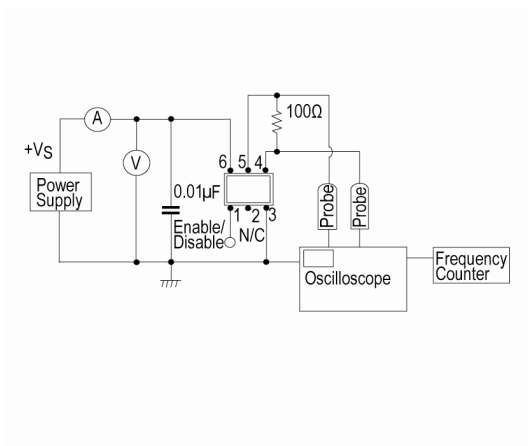 A
100Ω
+VS
V
6 5 4
Power
Supply
0.01µF
Probe
Probe
1 2 3
Enable/
Disable
N/C
Oscilloscope
Frequency
Counter